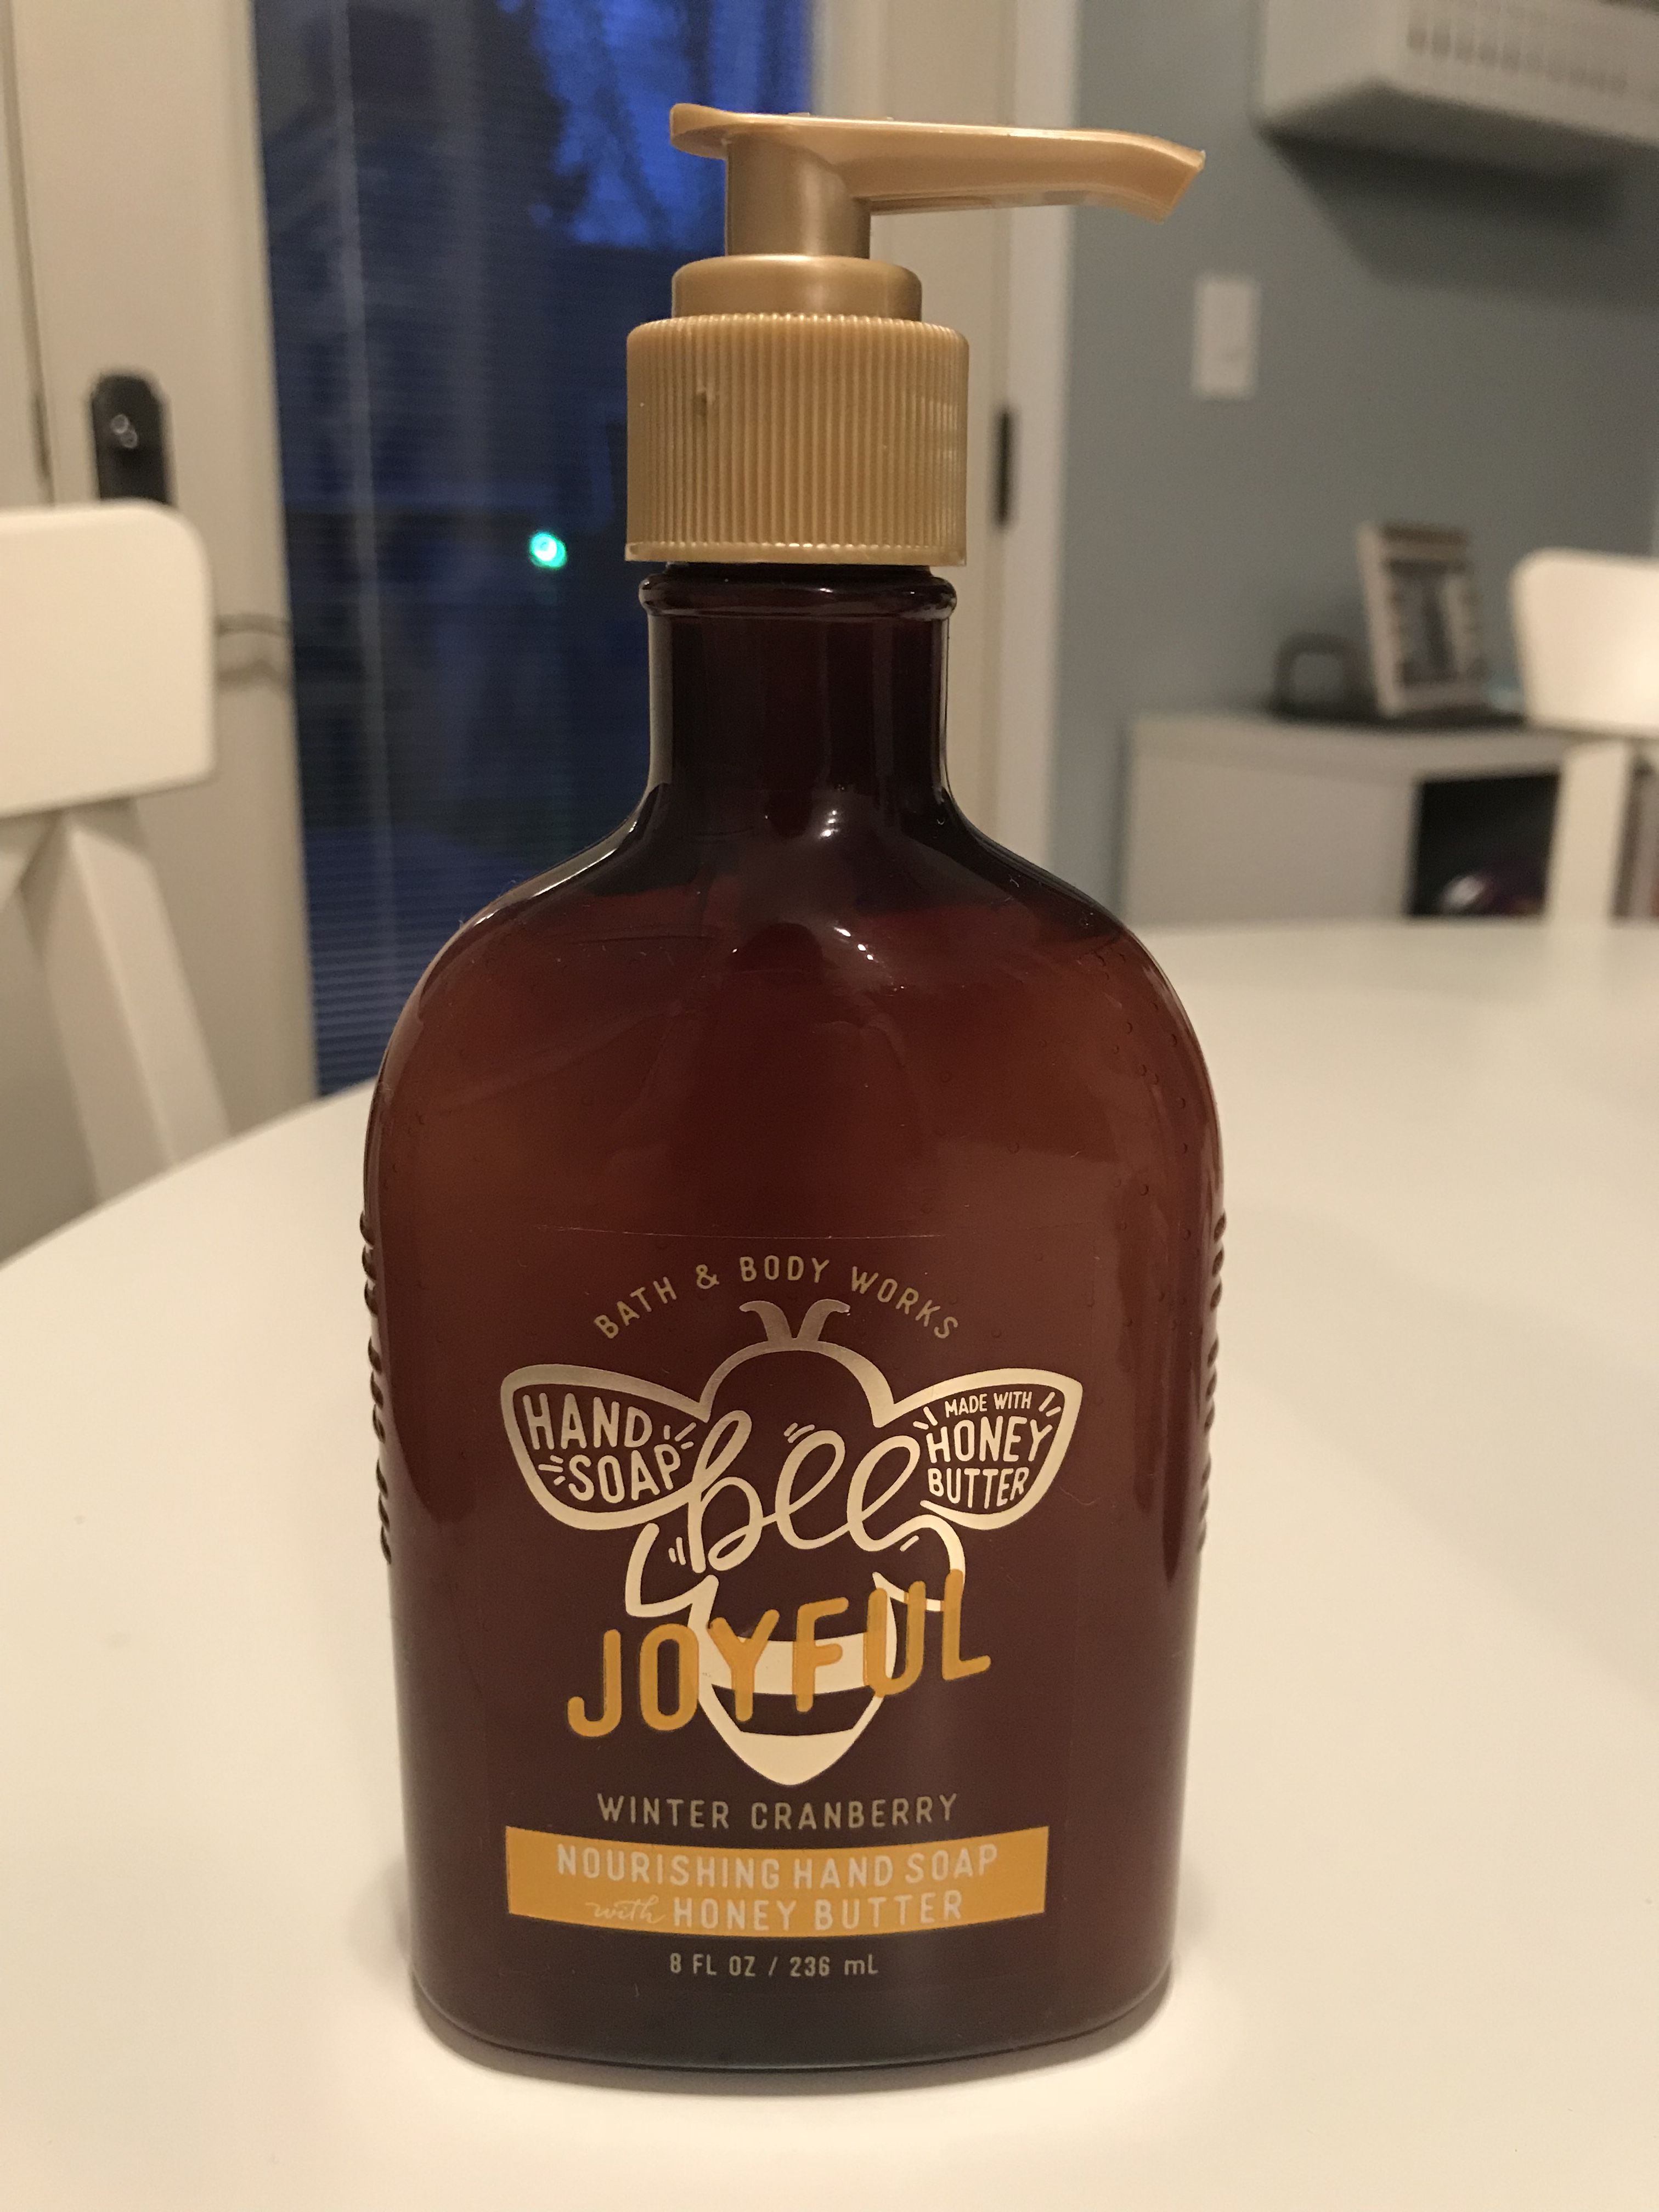 BATH & BODY WORKS
HAND
SOAP
MADE WITH
HONEY
BUTTER
bee
JOYFUL
WINTER CRANBERRY
NOURISHING HAND SOAP
with HONEY BUTTER
8 FL OZ / 236 mL